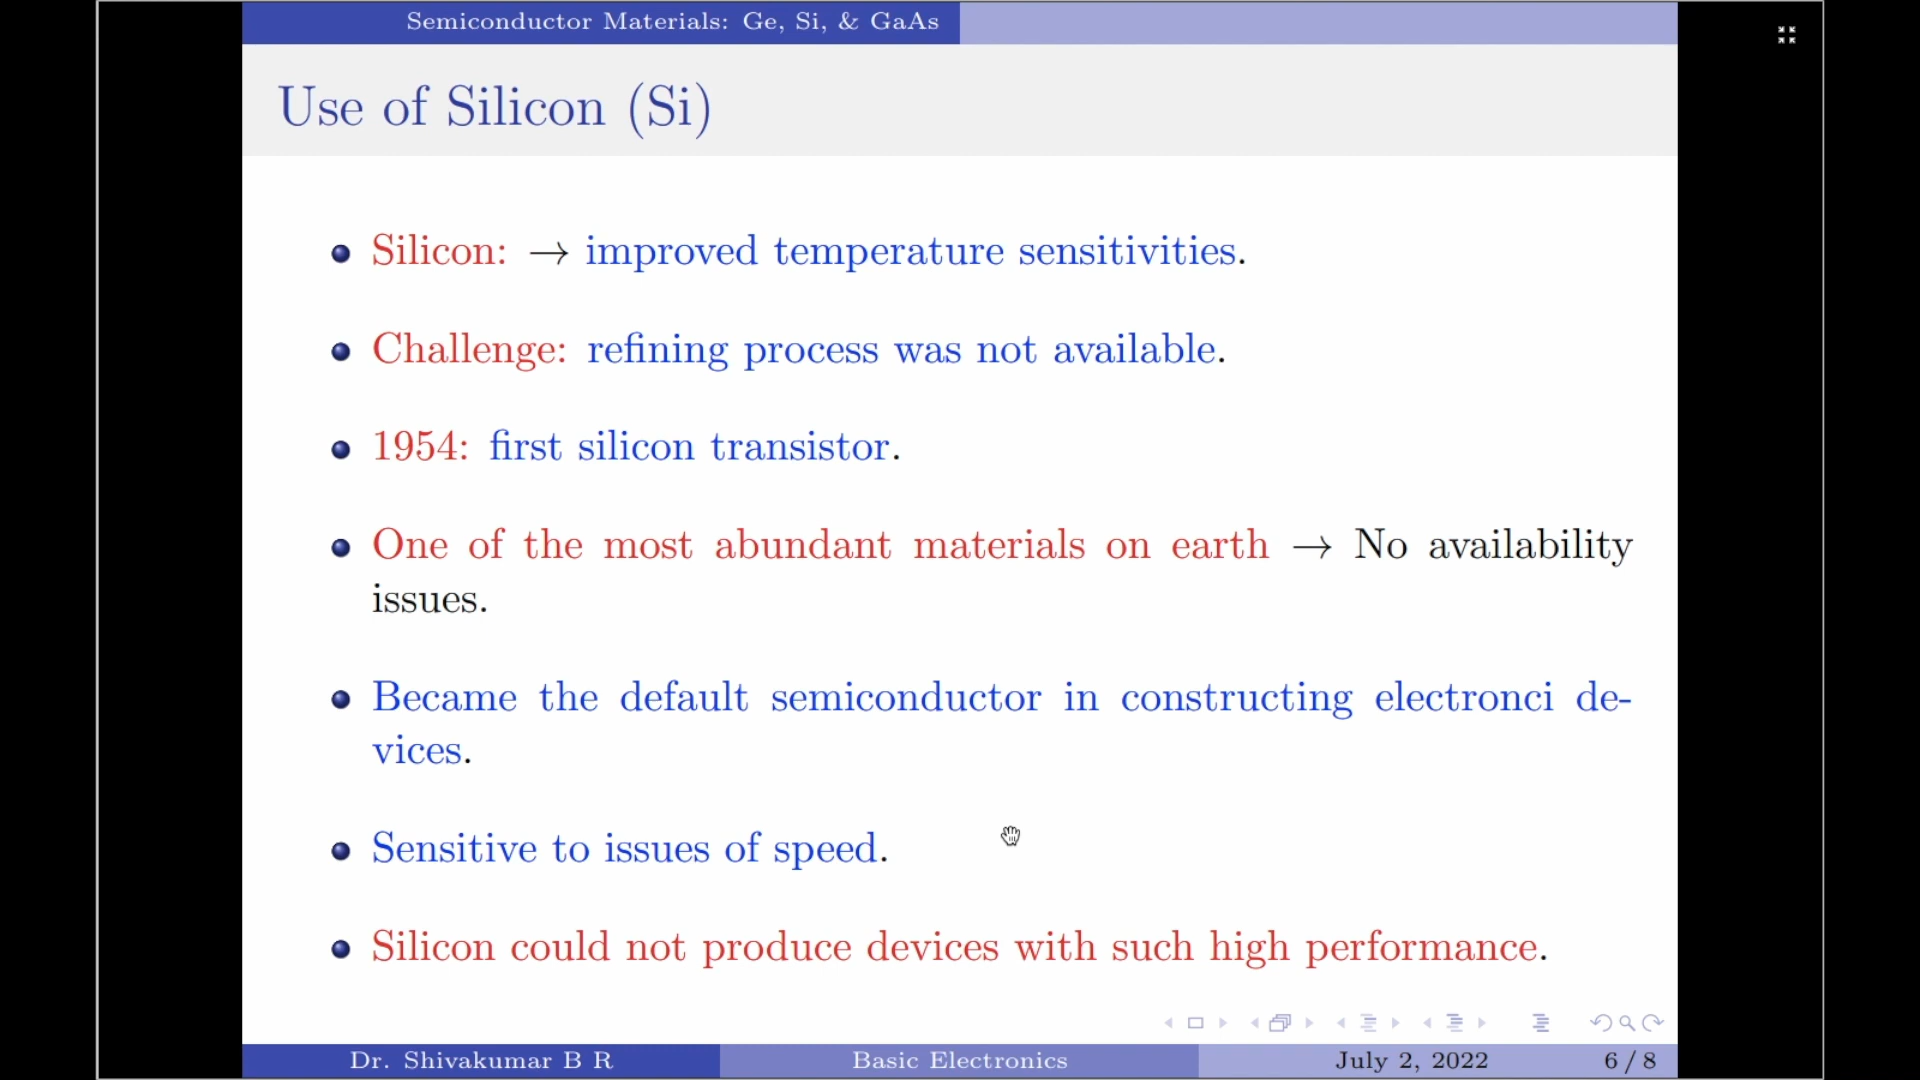 Semiconductor Materials: Ge, Si, & GaAs
Use of Silicon (Si)
Silicon: → improved temperature sensitivities.
Challenge: refining process was not available.
1954: first silicon transistor.
One of the most abundant materials on earth → No availability
issues.
Became the default semiconductor in constructing electronci de-
vices.
Sensitive to issues of speed.
Silicon could not produce devices with such high performance.
Dr. Shivakumar B R Basic Electronics July 2, 2022 6 / 8